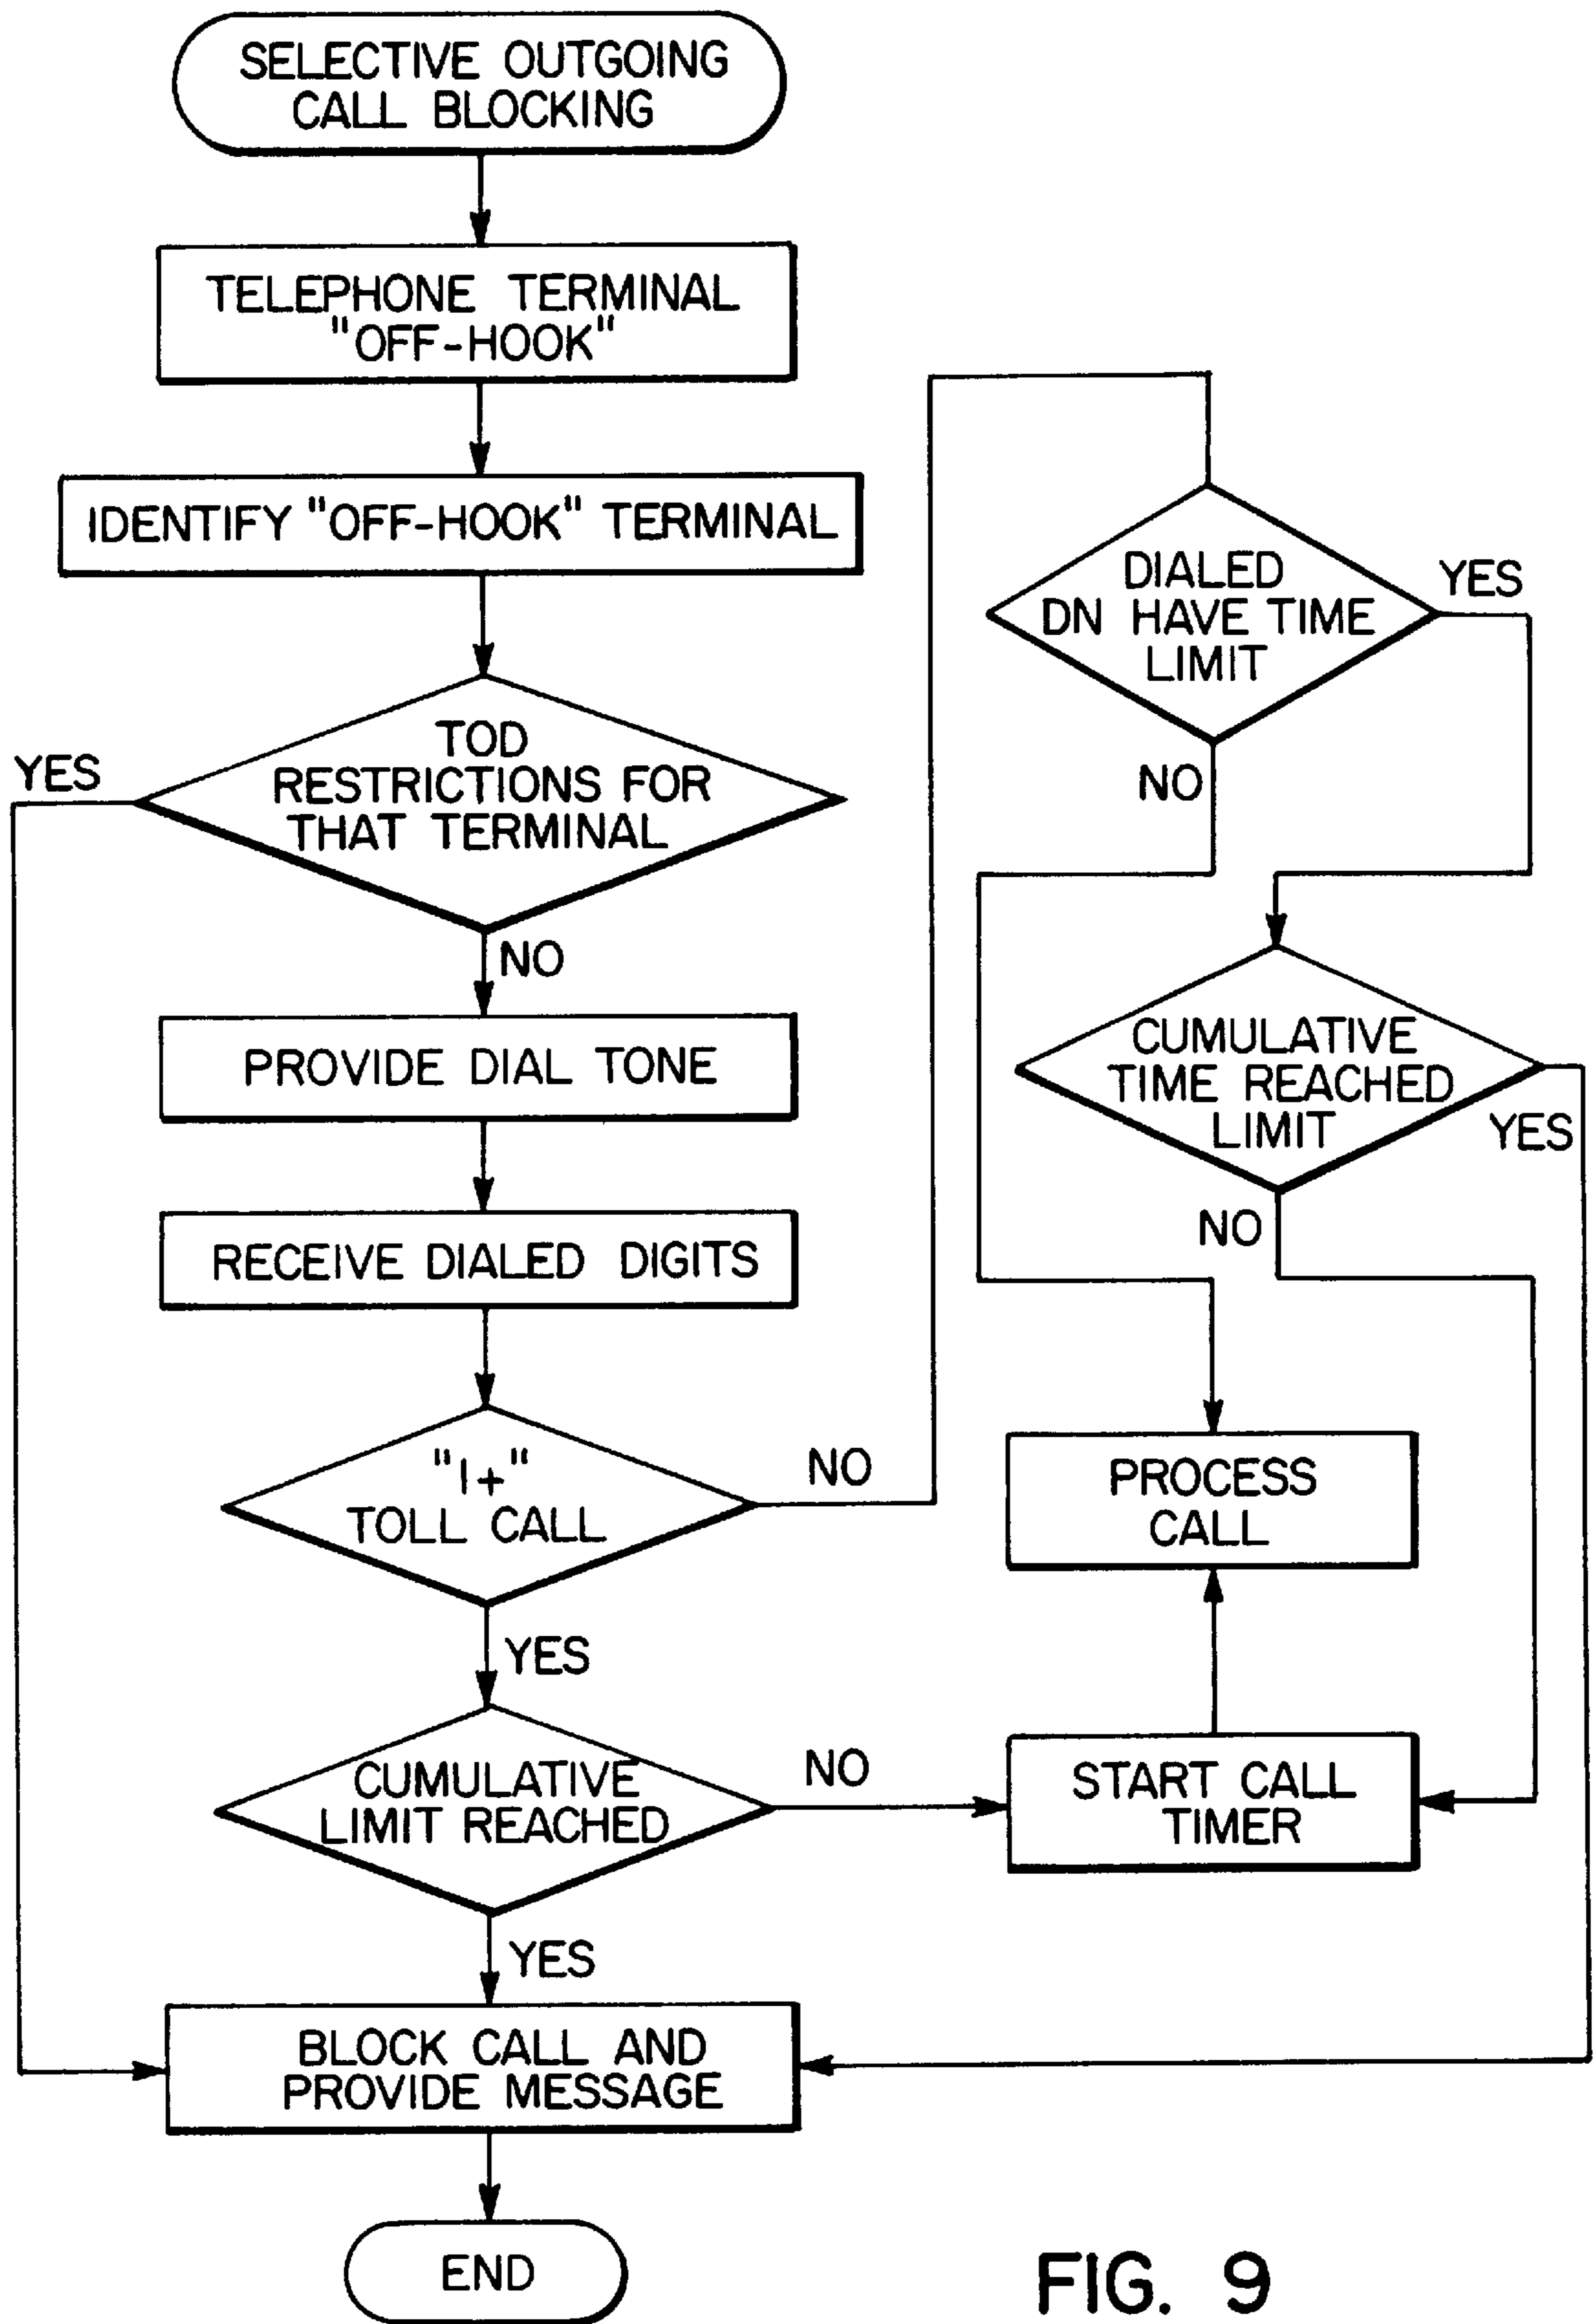 SELECTIVE OUTGOING
CALL BLOCKING
TELEPHONE TERMINAL
"OFF-HOOK"
IDENTIFY "OFF-HOOK" TERMINAL
TOD
RESTRICTIONS FOR
THAT TERMINAL
YES
NO
PROVIDE DIAL TONE
RECEIVE DIALED DIGITS
"1+"
TOLL CALL
NO
YES
CUMULATIVE
LIMIT REACHED
NO
YES
BLOCK CALL AND
PROVIDE MESSAGE
END
DIALED
DN HAVE TIME
LIMIT
YES
NO
CUMULATIVE
TIME REACHED
LIMIT
YES
NO
PROCESS
CALL
START CALL
TIMER
FIG. 9